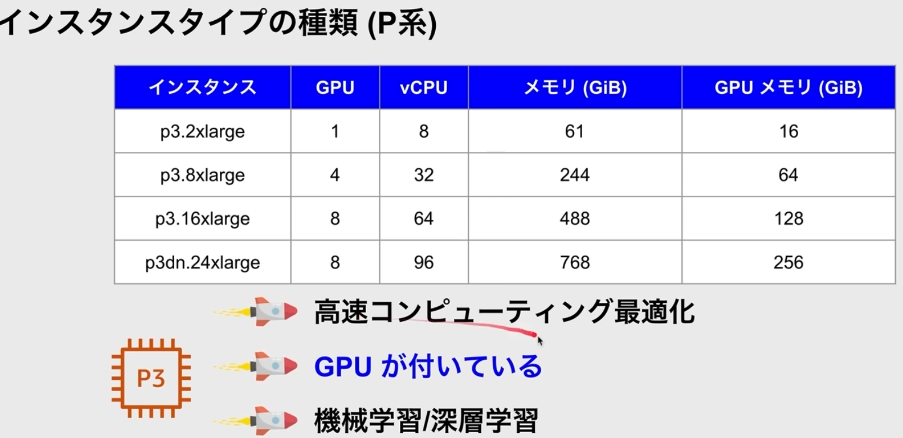 インスタンスタイプの種類 (P系)
インスタンス GPU vCPU メモリ (GiB) GPU メモリ (GiB)
p3.2xlarge 1 8 61 16
p3.8xlarge 4 32 244 64
p3.16xlarge 8 64 488 128
p3dn.24xlarge 8 96 768 256
高速コンピューティング最適化
P3
GPU が付いている
機械学習/深層学習